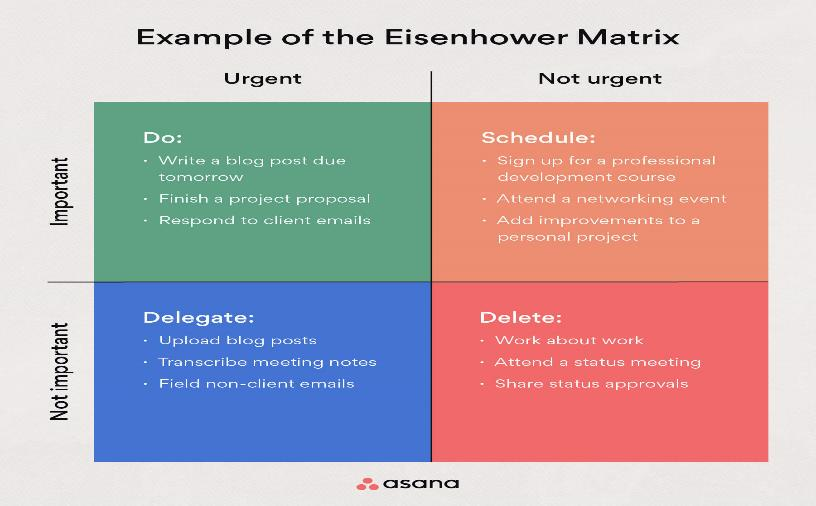 Example of the Eisenhower Matrix
Urgent
Not urgent
Important
Do:
· Write a blog post due
tomorrow
· Finish a project proposal
· Respond to client emails
Schedule:
· Sign up for a professional
development course
· Attend a networking event
· Add improvements to a
personal project
Not important
Delegate:
· Upload blog posts
· Transcribe meeting notes
· Field non-client emails
Delete:
· Work about work
· Attend a status meeting
· Share status approvals
asana